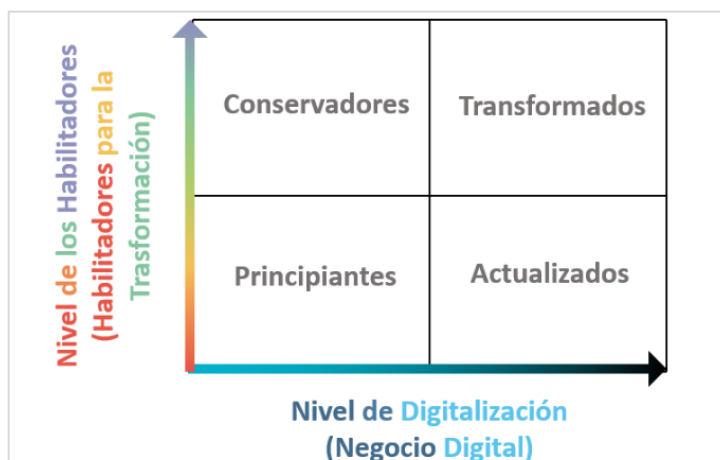 Nivel de los Habilitadores
(Habilitadores para la
Trasformación)
Conservadores
Transformados
Principiantes
Actualizados
Nivel de Digitalización
(Negocio Digital)